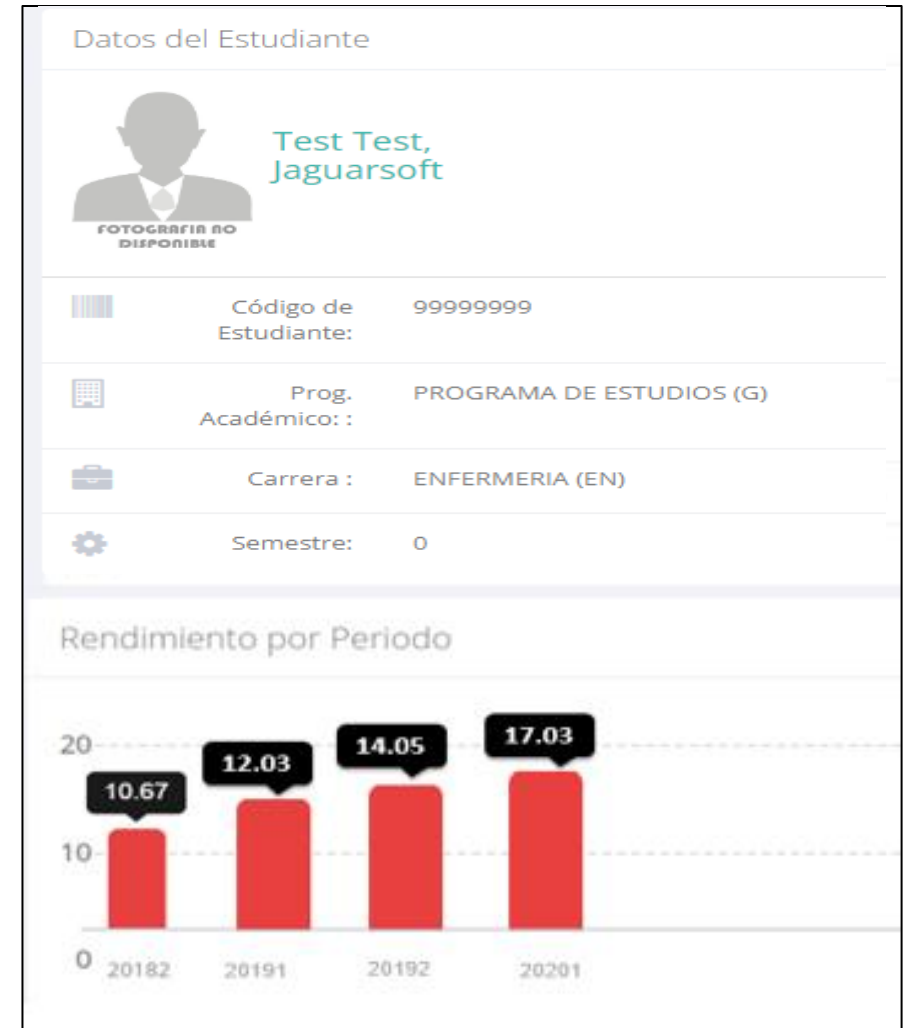 Datos del Estudiante
FOTOGRAFIA NO
DISPONIBLE
Test Test,
Jaguarsoft
Código de
Estudiante:
99999999
Prog.
Académico: :
PROGRAMA DE ESTUDIOS (G)
Carrera :
ENFERMERIA (EN)
Semestre:
0
Rendimiento por Periodo
20
10
0
10.67
12.03
14.05
17.03
20182
20191
20192
20201